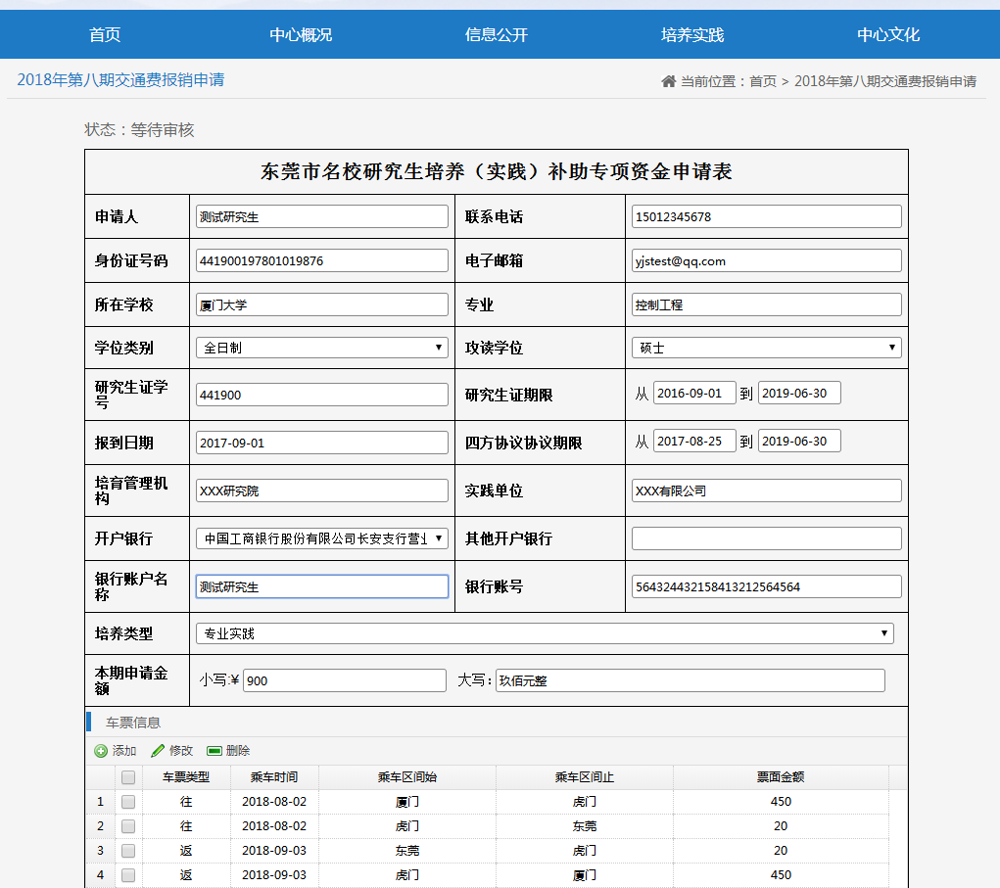 首页 中心概况 信息公开 培养实践 中心文化
2018年第八期交通费报销申请 当前位置：首页 > 2018年第八期交通费报销申请
状态：等待审核
东莞市名校研究生培养（实践）补助专项资金申请表
申请人 测试研究生 联系电话 15012345678
身份证号码 441900197801019876 电子邮箱 yjstest@qq.com
所在学校 厦门大学 专业 控制工程
学位类别 全日制 攻读学位 硕士
研究生证学
号 441900 研究生证期限 从 2016-09-01 到 2019-06-30
报到日期 2017-09-01 四方协议协议期限 从 2017-08-25 到 2019-06-30
培育管理机
构 XXX研究院 实践单位 XXX有限公司
开户银行 中国工商银行股份有限公司长安支行营 其他开户银行
银行账户名
称 测试研究生 银行账号 564324432158413212564564
培养类型 专业实践
本期申请金
额 小写:¥ 900 大写： 玖佰元整
车票信息
添加 修改 删除
车票类型 乘车时间 乘车区间始 乘车区间止 票面金额
1 往 2018-08-02 厦门 虎门 450
2 往 2018-08-02 虎门 东莞 20
3 返 2018-09-03 东莞 虎门 20
4 返 2018-09-03 虎门 厦门 450